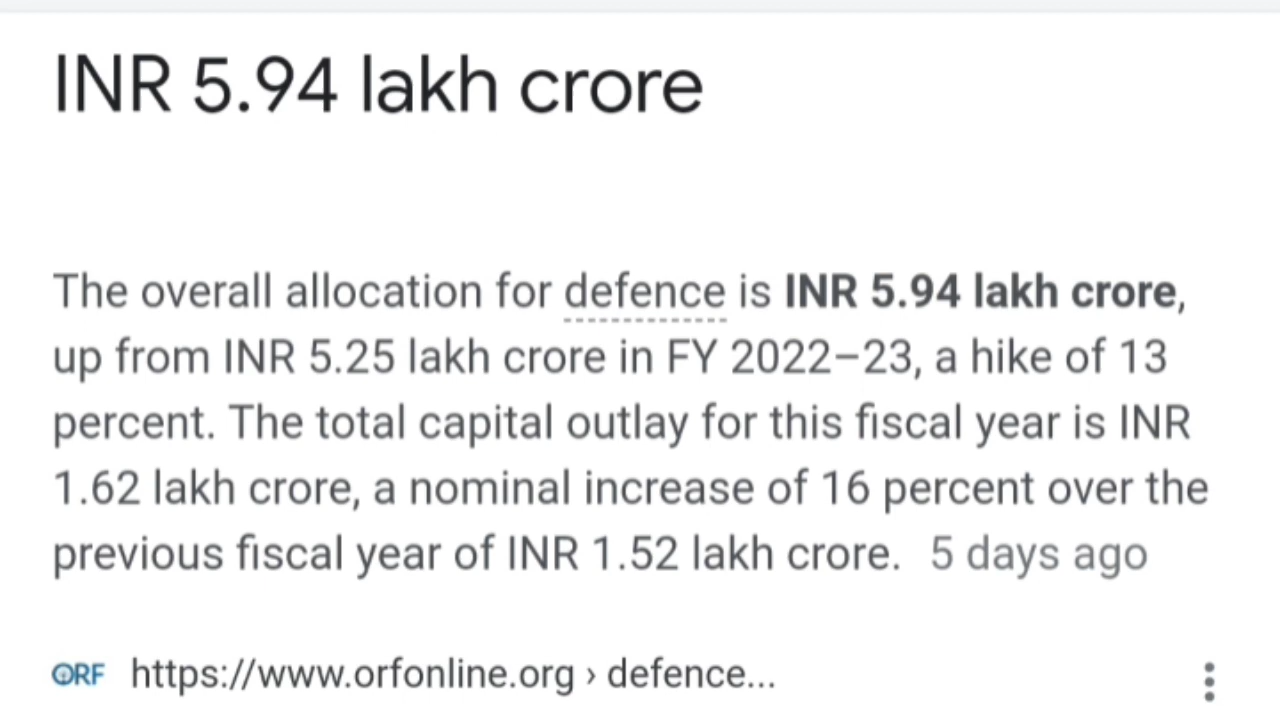 INR 5.94 lakh crore
The overall allocation for defence is INR 5.94 lakh crore,
up from INR 5.25 lakh crore in FY 2022–23, a hike of 13
percent. The total capital outlay for this fiscal year is INR
1.62 lakh crore, a nominal increase of 16 percent over the
previous fiscal year of INR 1.52 lakh crore. 5 days ago
ORF https://www.orfonline.org › defence...